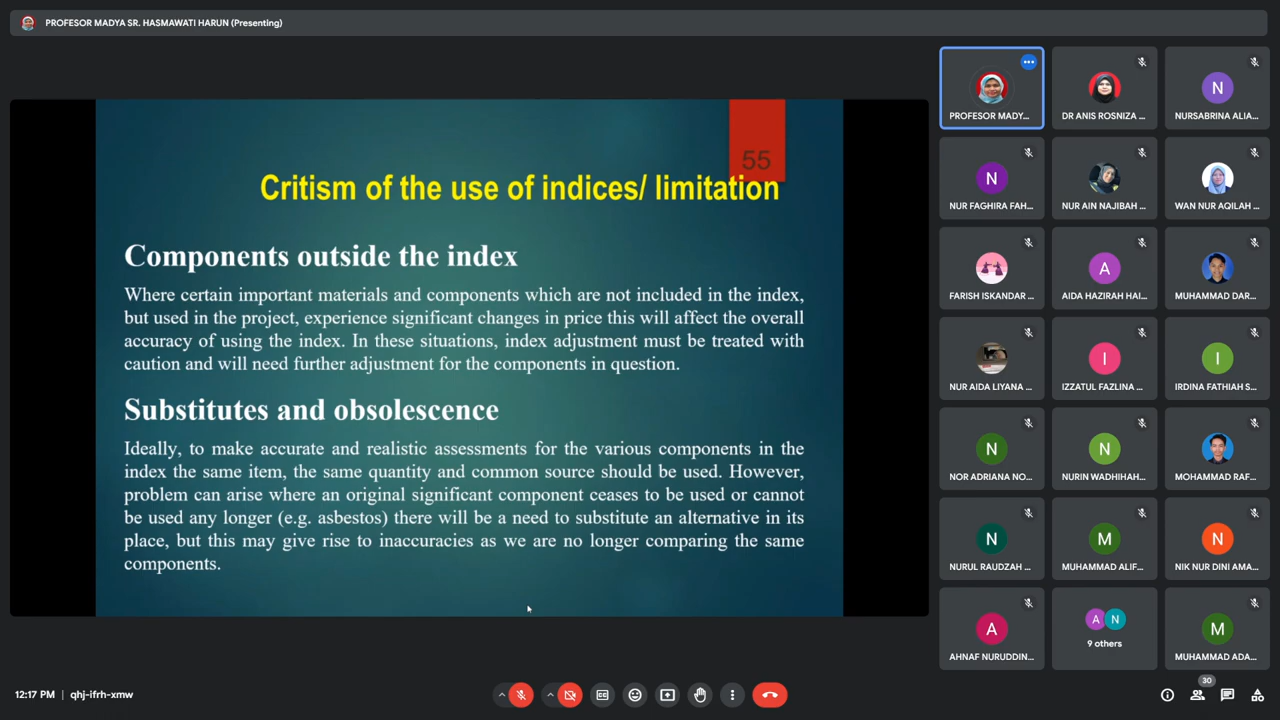 PROFESOR MADYA SR. HASMAWATI HARUN (Presenting)
55
Critism of the use of indices/ limitation
Components outside the index
Where certain important materials and components which are not included in the index,
but used in the project, experience significant changes in price this will affect the overall
accuracy of using the index. In these situations, index adjustment must be treated with
caution and will need further adjustment for the components in question.
Substitutes and obsolescence
Ideally, to make accurate and realistic assessments for the various components in the
index the same item, the same quantity and common source should be used. However,
problem can arise where an original significant component ceases to be used or cannot
be used any longer (e.g. asbestos) there will be a need to substitute an alternative in its
place, but this may give rise to inaccuracies as we are no longer comparing the same
components.
PROFESOR MADY...
DR ANIS ROSNIZA ...
N
NURSABRINA ALIA...
N
NUR FAGHIRA FAH...
NUR AIN NAJIBAH ...
WAN NUR AQILAH ...
FARISH ISKANDAR ...
A
AIDA HAZIRAH HAI...
MUHAMMAD DAR...
NUR AIDA LIYANA ...
I
IZZATUL FAZLINA ...
I
IRDINA FATHIAH S...
N
NOR ADRIANA NO...
N
NURIN WADHIHAH...
MOHAMMAD RAF...
N
NURUL RAUDZAH ...
M
MUHAMMAD ALIF...
N
NIK NUR DINI AMA...
A
AHNAF NURUDDIN...
A N
9 others
M
MUHAMMAD ADA...
12:17 PM | qhj-ifrh-xmw
30